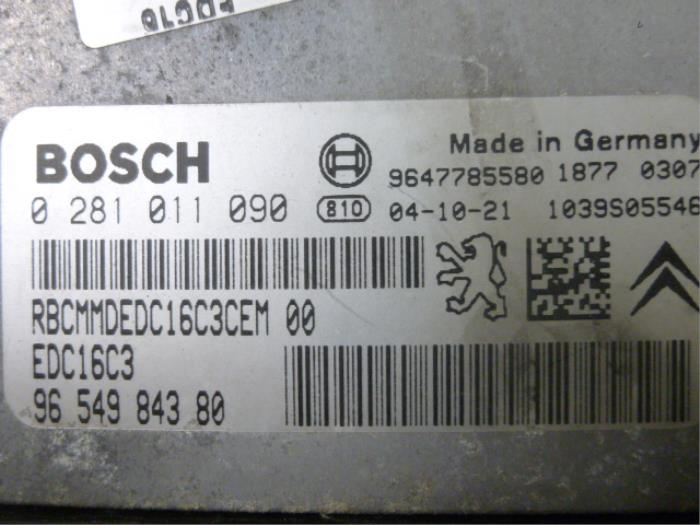 EDC16
BOSCH
Made in Germany
9647785580 1877 0307
0 281 011 090 810 04-10-21 1039S05546
RBCMMDEDC16C3CEM 00
EDC16C3
96 549 843 80